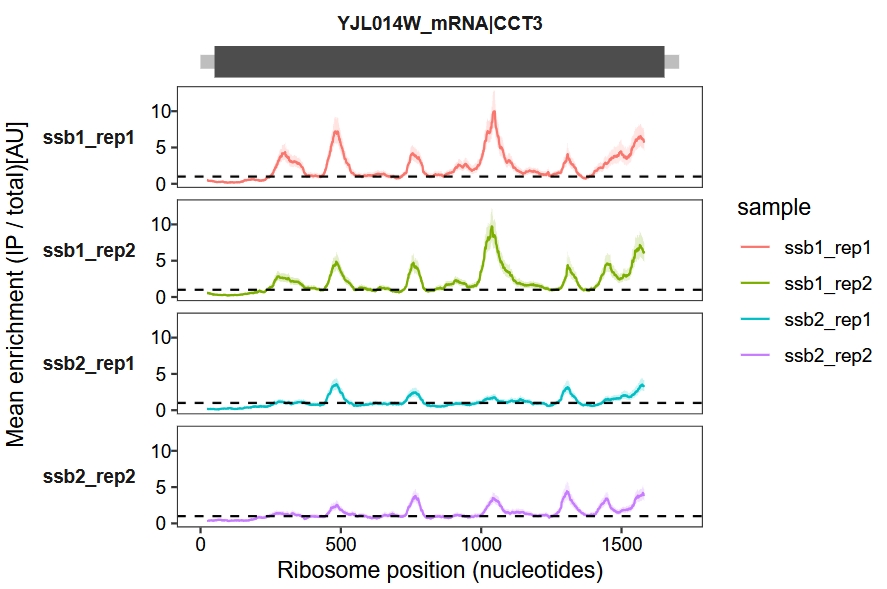 YJL014W_mRNA|CCT3
Mean enrichment (IP / total)[AU]
ssb1_rep1
10
5
0
ssb1_rep2
10
5
0
ssb2_rep1
10
5
0
ssb2_rep2
10
5
0
0 500 1000 1500
Ribosome position (nucleotides)
sample
ssb1_rep1
ssb1_rep2
ssb2_rep1
ssb2_rep2